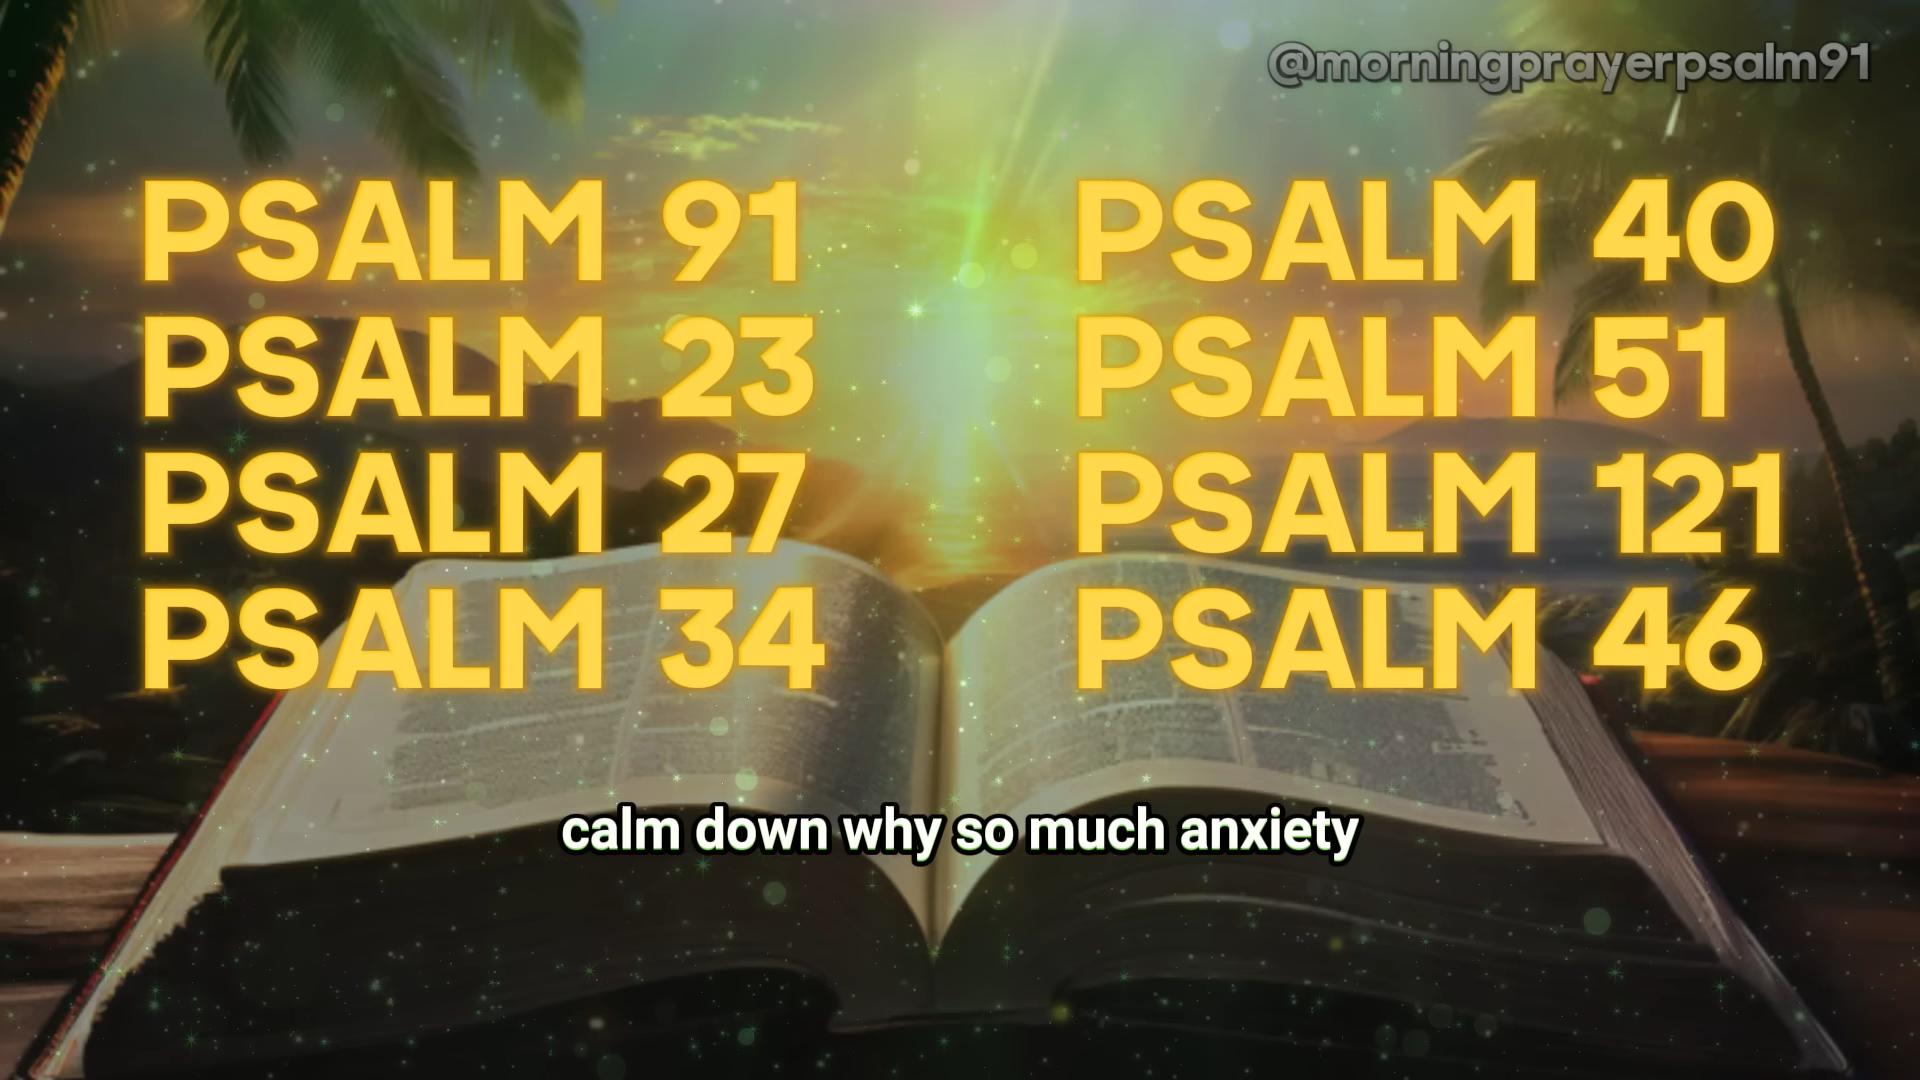 @morningprayerpsalm91
PSALM 91
PSALM 23
PSALM 27
PSALM 34
PSALM 40
PSALM 51
PSALM 121
PSALM 46
calm down why so much anxiety